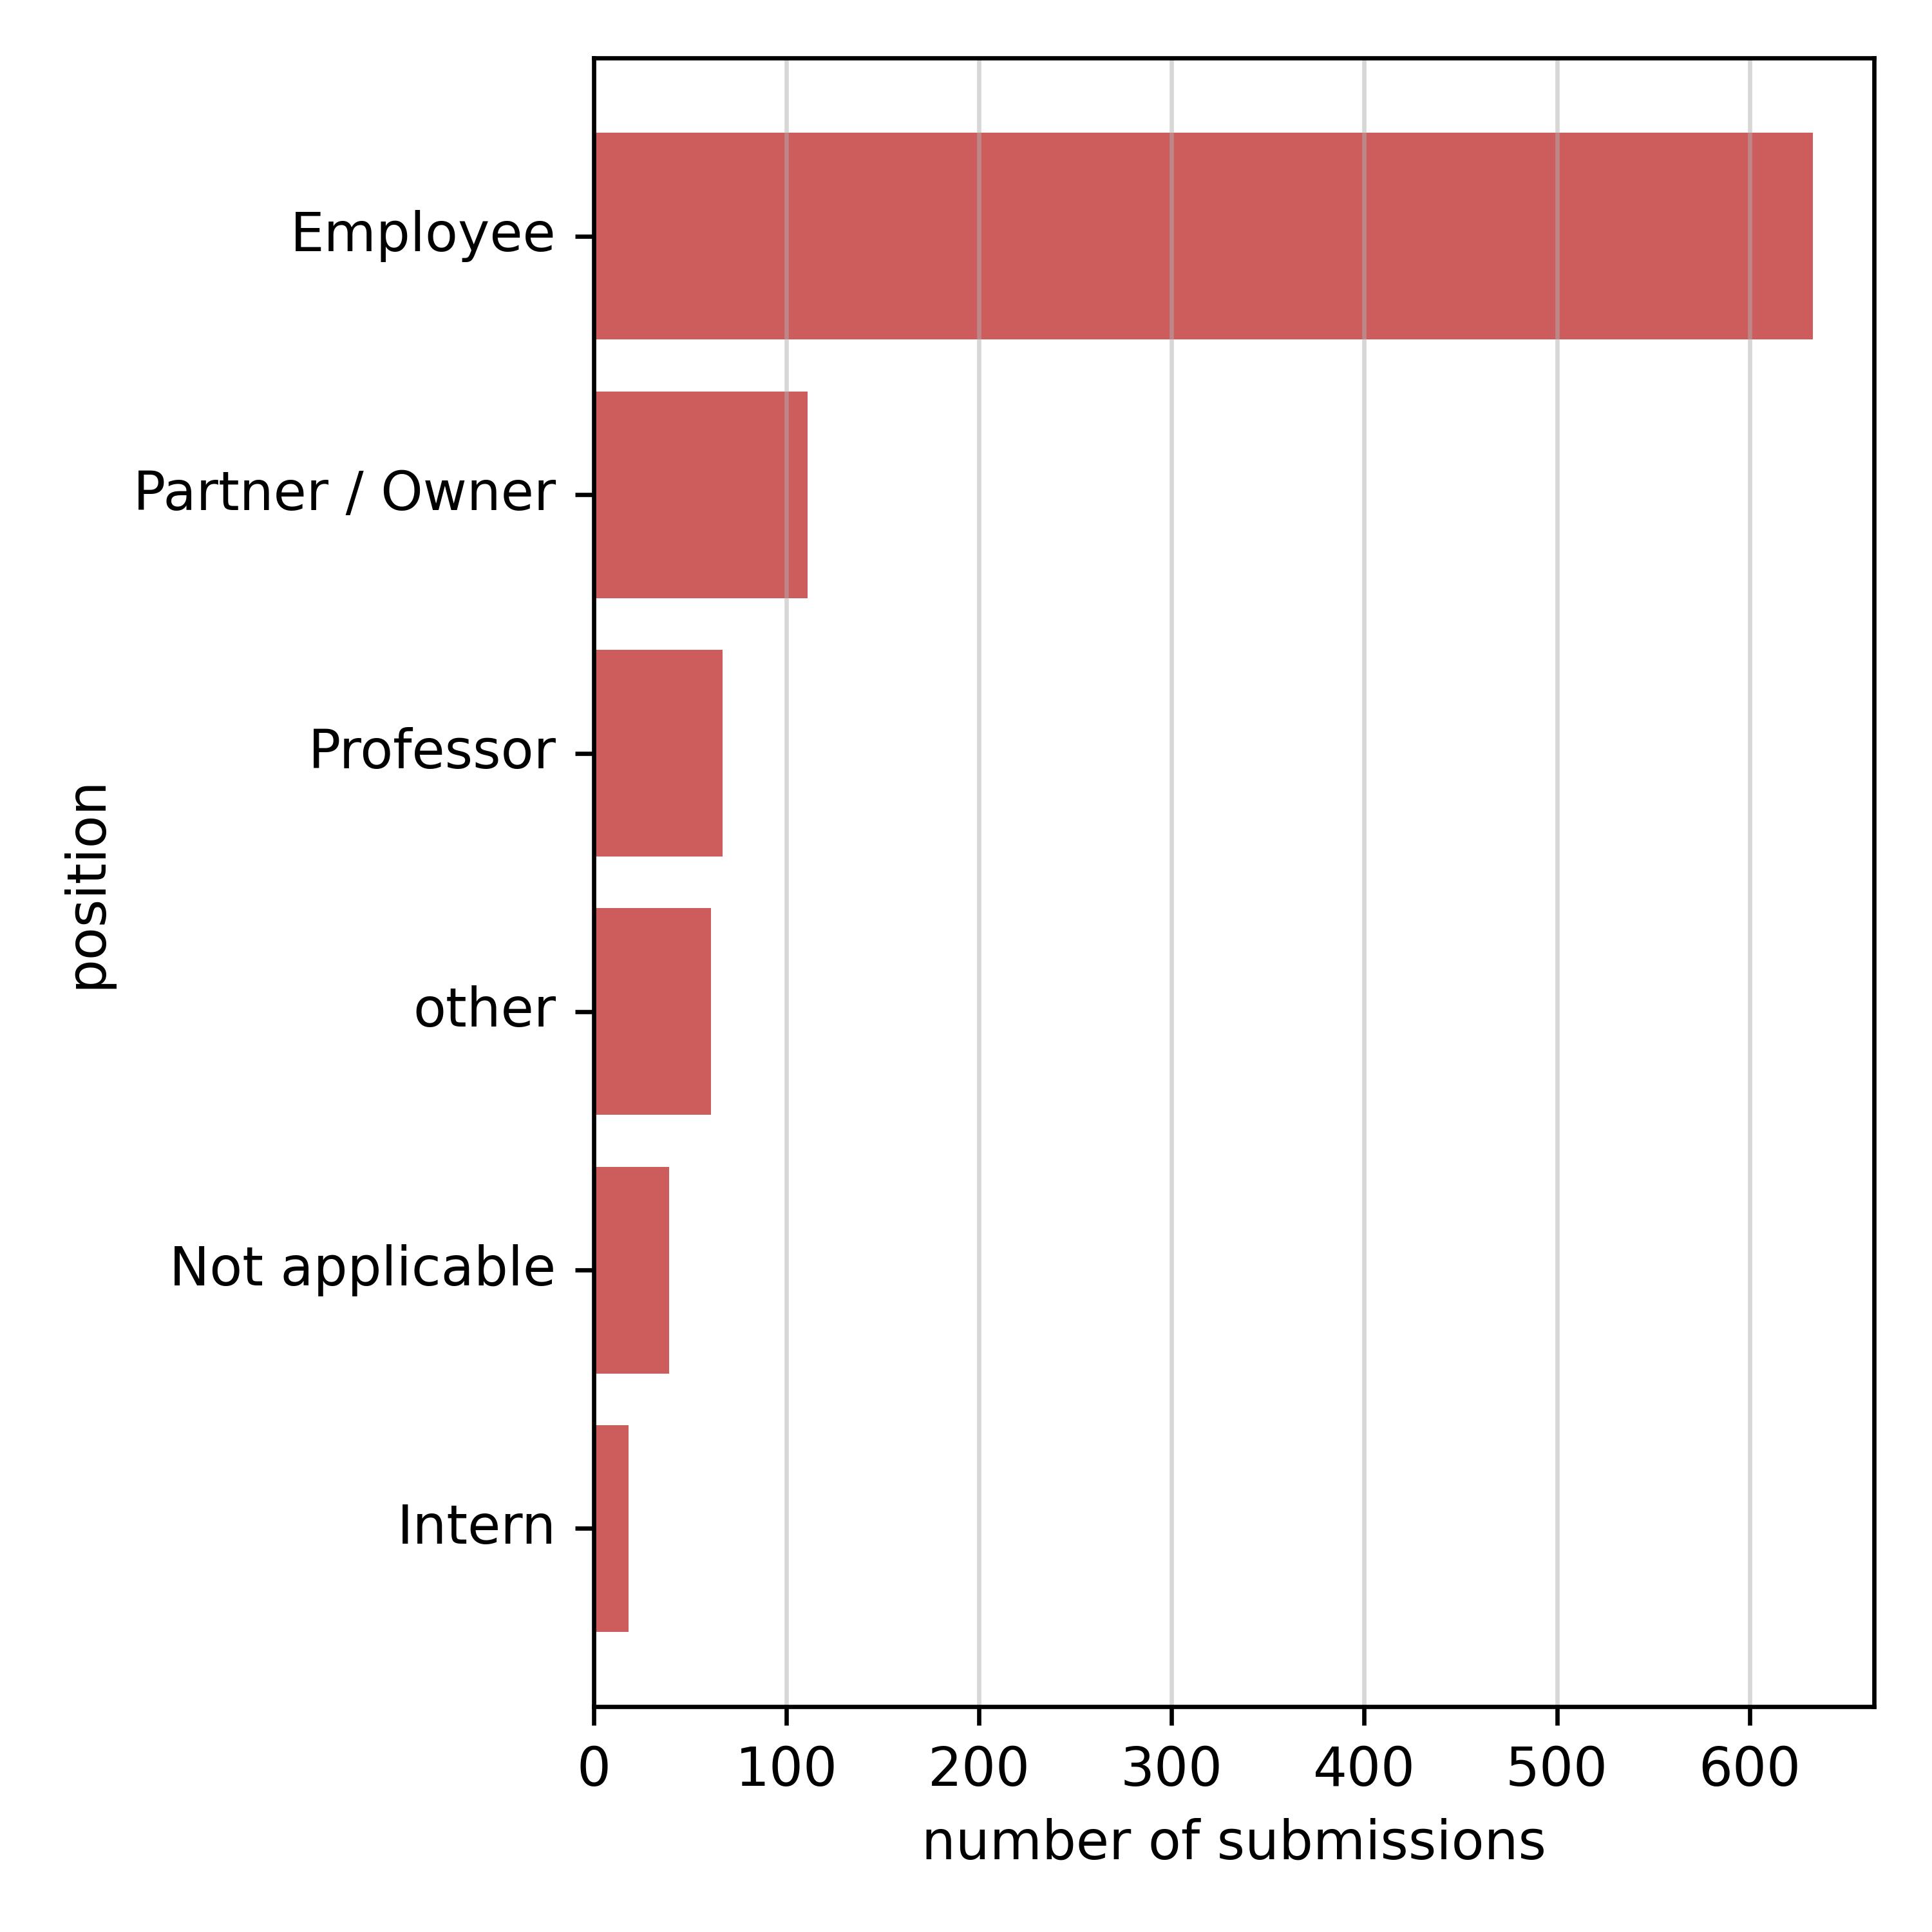 Employee
Partner / Owner
Professor
other
Not applicable
Intern
position
0 100 200 300 400 500 600
number of submissions